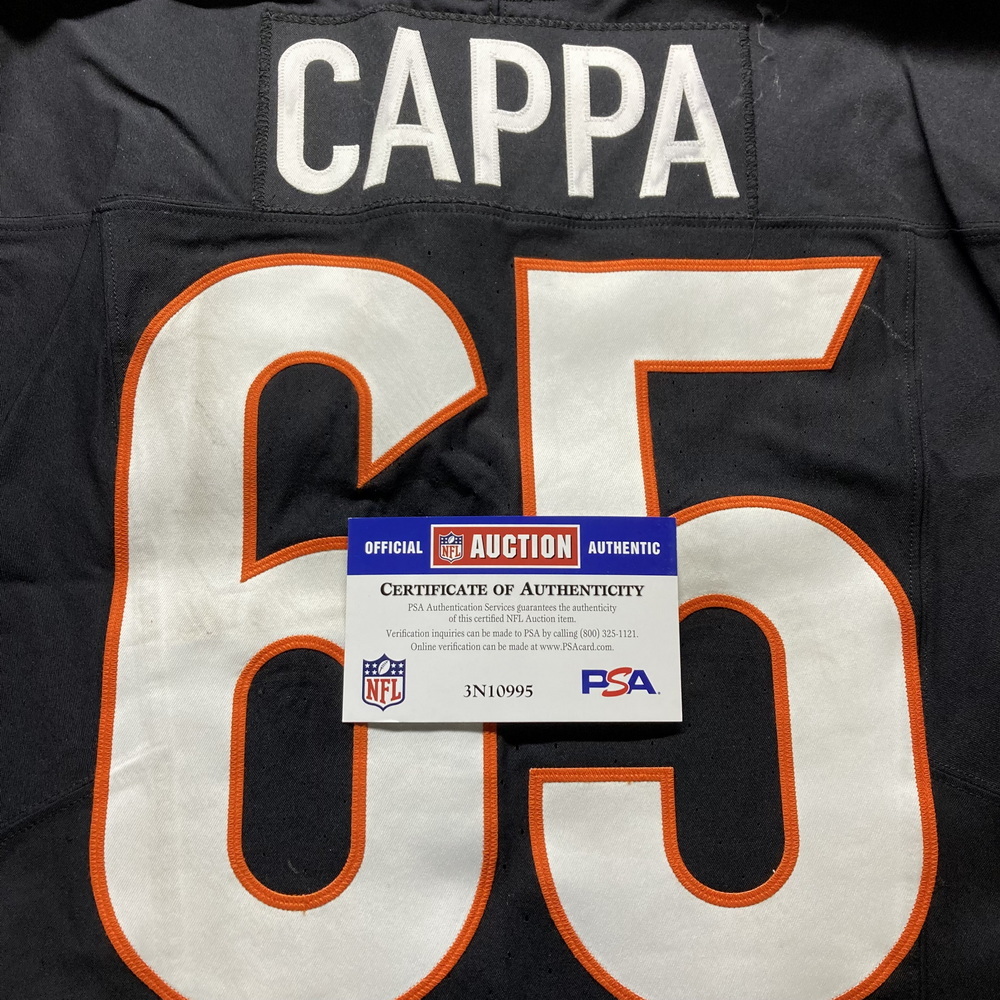 CAPPA
65
OFFICIAL NFL AUCTION AUTHENTIC
CERTIFICATE OF AUTHENTICITY
PSA Authentication Services guarantees the authenticity
of this certified NFL Auction item.
Verification inquiries can be made to PSA by calling (800) 325-1121.
Online verification can be made at www.PSAcard.com.
NFL 3N10995 PSA